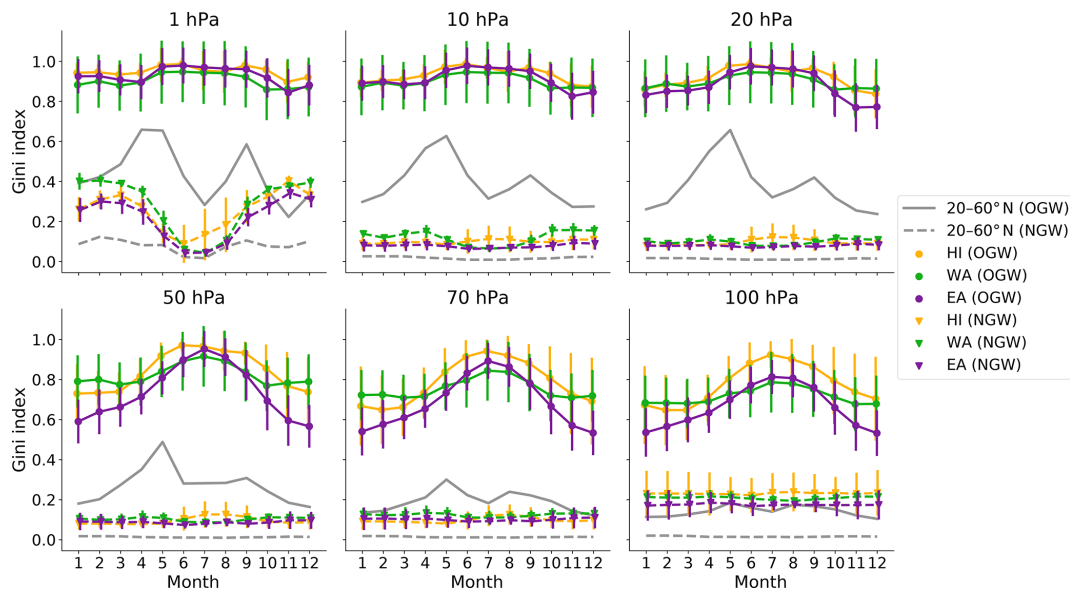 1 hPa
10 hPa
20 hPa
Gini index
1.0
0.8
0.6
0.4
0.2
0.0
50 hPa
70 hPa
100 hPa
Gini index
1.0
0.8
0.6
0.4
0.2
0.0
1 2 3 4 5 6 7 8 9 10 11 12
1 2 3 4 5 6 7 8 9 10 11 12
1 2 3 4 5 6 7 8 9 10 11 12
Month
Month
Month
20–60°N (OGW)
20–60°N (NGW)
HI (OGW)
WA (OGW)
EA (OGW)
HI (NGW)
WA (NGW)
EA (NGW)